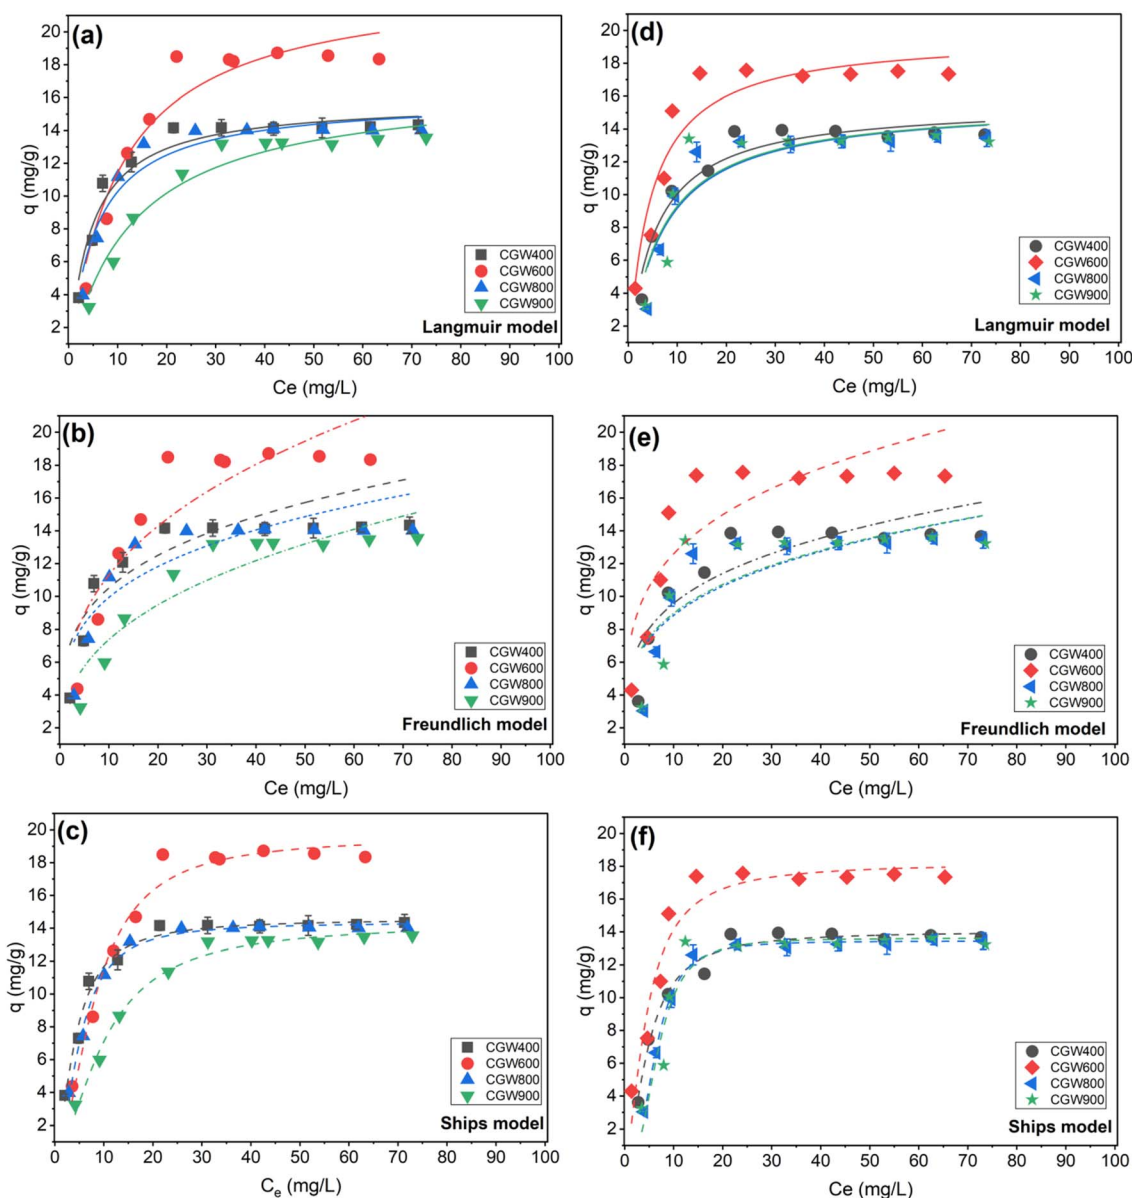 (a)
20
18
16
14
12
10
8
6
4
2
q (mg/g)
CGW400
CGW600
CGW800
CGW900
Langmuir model
0 10 20 30 40 50 60 70 80 90 100
Ce (mg/L)
(d)
20
18
16
14
12
10
8
6
4
2
q (mg/g)
CGW400
CGW600
CGW800
CGW900
Langmuir model
0 10 20 30 40 50 60 70 80 90 100
Ce (mg/L)
(b)
20
18
16
14
12
10
8
6
4
2
q (mg/g)
CGW400
CGW600
CGW800
CGW900
Freundlich model
0 10 20 30 40 50 60 70 80 90 100
Ce (mg/L)
(e)
20
18
16
14
12
10
8
6
4
2
q (mg/g)
CGW400
CGW600
CGW800
CGW900
Freundlich model
0 10 20 30 40 50 60 70 80 90 100
Ce (mg/L)
(c)
20
18
16
14
12
10
8
6
4
2
q (mg/g)
CGW400
CGW600
CGW800
CGW900
Ships model
0 10 20 30 40 50 60 70 80 90 100
Cₑ (mg/L)
(f)
20
18
16
14
12
10
8
6
4
2
q (mg/g)
CGW400
CGW600
CGW800
CGW900
Ships model
0 10 20 30 40 50 60 70 80 90 100
Ce (mg/L)